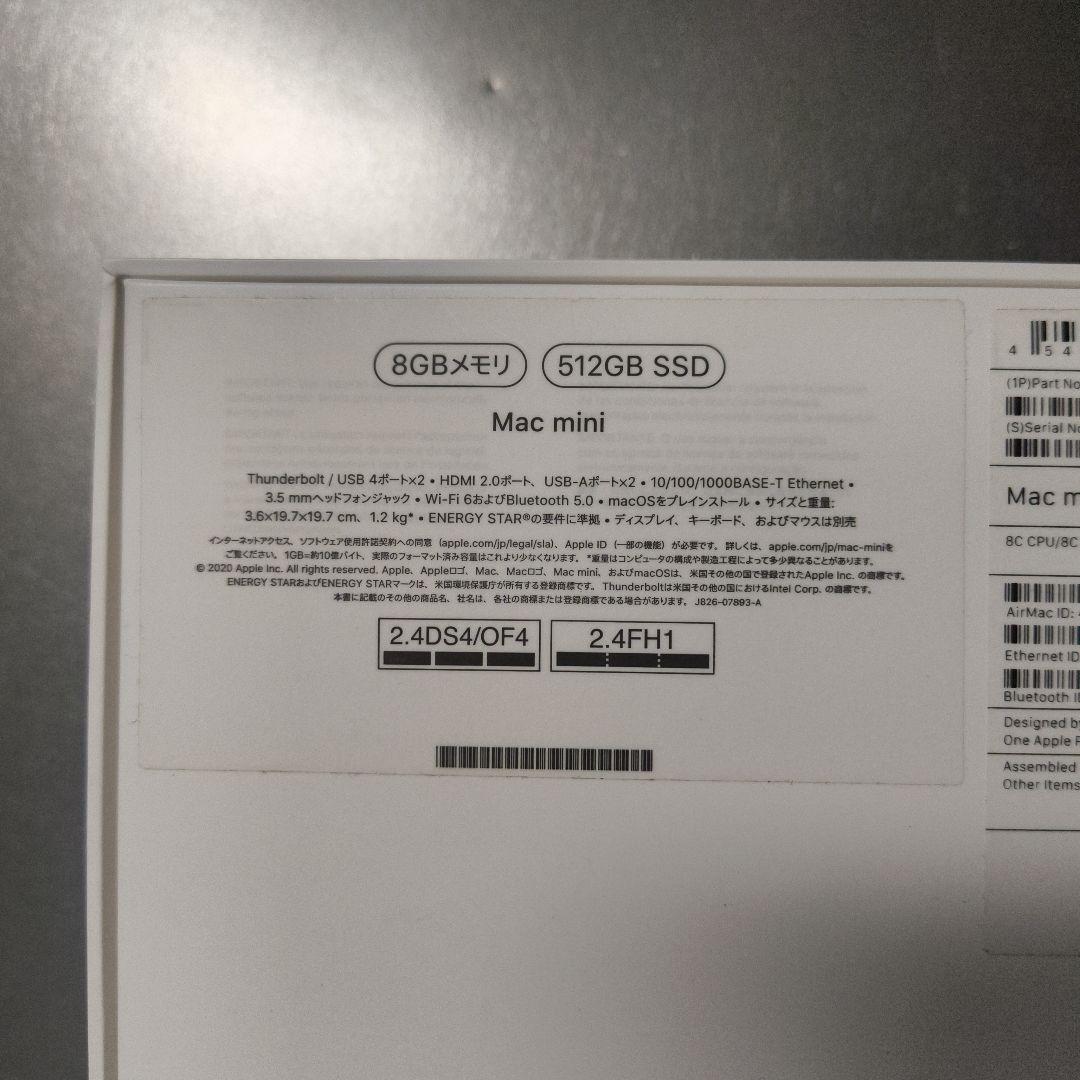 8GBメモリ 512GB SSD
Mac mini
Thunderbolt / USB 4ポート×2 • HDMI 2.0ポート、USB-Aポート×2 • 10/100/1000BASE-T Ethernet •
3.5 mmヘッドフォンジャック • Wi-Fi 6およびBluetooth 5.0 • macOSをプレインストール • サイズと重量:
3.6×19.7×19.7 cm、1.2 kg* • ENERGY STAR®の要件に準拠 • ディスプレイ、キーボード、およびマウスは別売
インターネットアクセス、ソフトウェア使用許諾契約への同意（apple.com/jp/legal/sla）、Apple ID（一部の機能）が必要です。詳しくは、apple.com/jp/mac-miniを
ご覧ください。1GB=約10億バイト、実際のフォーマット済み容量はこれより少なくなります。*重量はコンピュータの構成や製造工程によって多少異なることがあります。
© 2020 Apple Inc. All rights reserved. Apple、Appleロゴ、Mac、Macロゴ、Mac mini、およびmacOSは、米国その他の国で登録されたApple Inc. の商標です。
ENERGY STARおよびENERGY STARマークは、米国環境保護庁が所有する登録商標です。Thunderboltは米国その他の国におけるIntel Corp. の商標です。
本書に記載のその他の商品名、社名は、各社の商標または登録商標である場合があります。J826-07893-A
2.4DS4/OF4 2.4FH1
4 54
(1P)Part No
(S)Serial No
Mac m
8C CPU/8C
AirMac ID:
Ethernet ID
Bluetooth I
Designed by
One Apple P
Assembled
Other Items